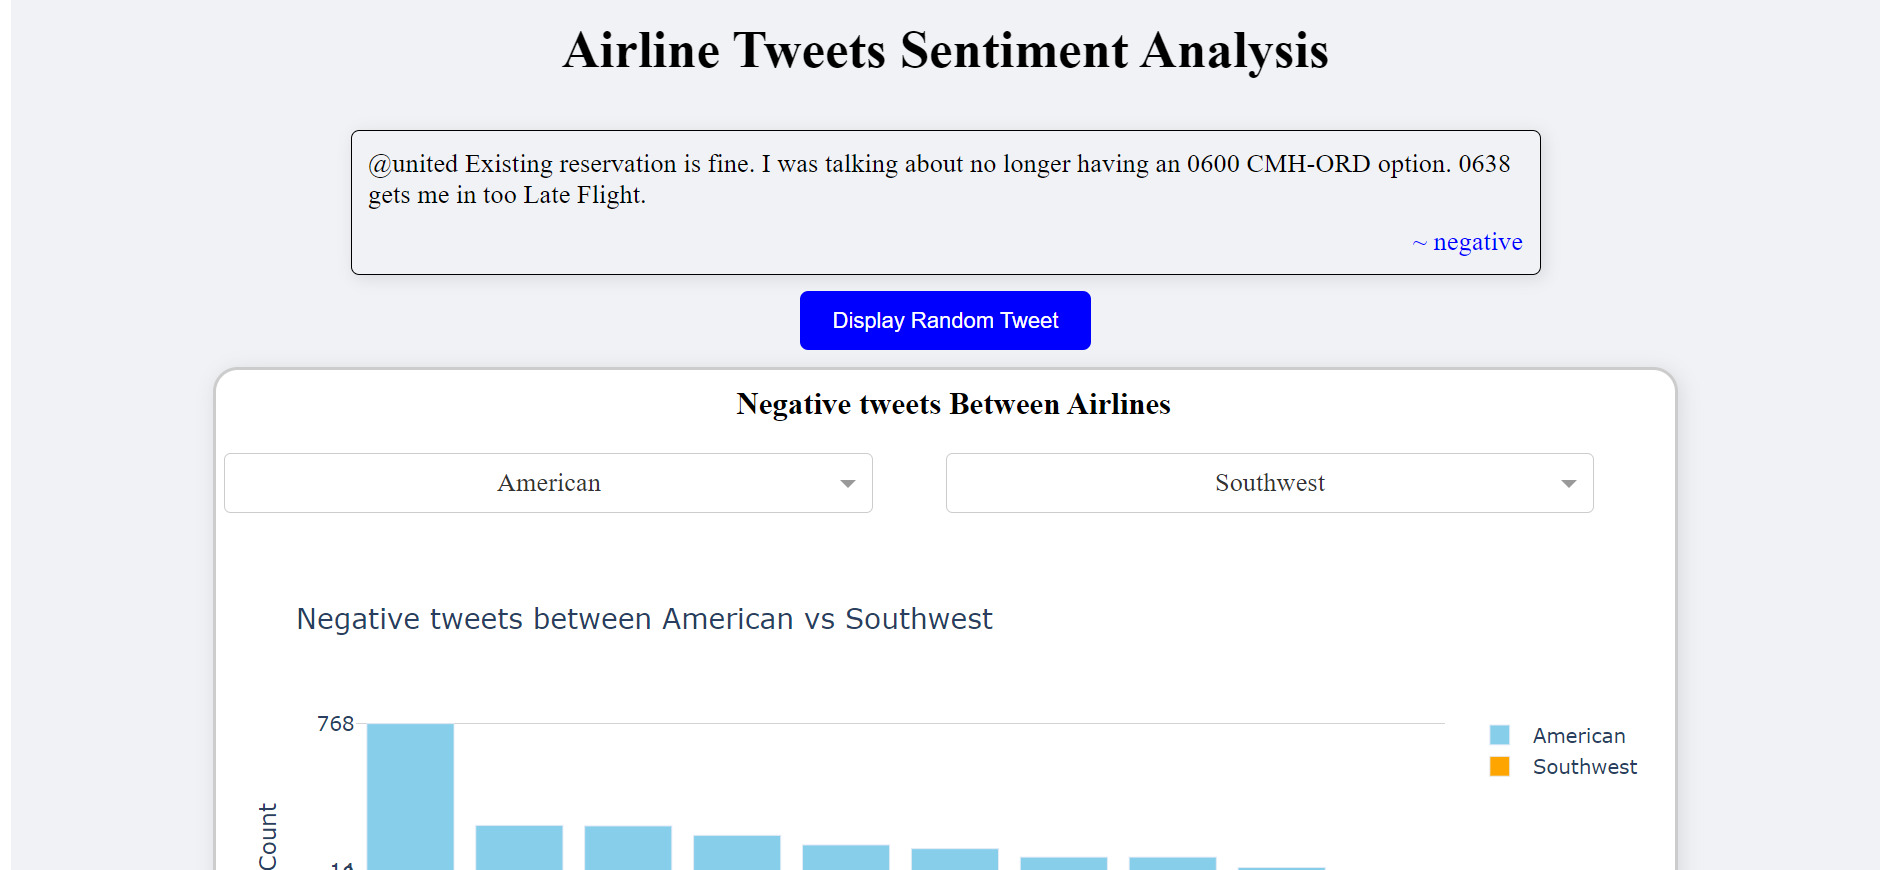 Airline Tweets Sentiment Analysis
@united Existing reservation is fine. I was talking about no longer having an 0600 CMH-ORD option. 0638
gets me in too Late Flight.
~ negative
Display Random Tweet
Negative tweets Between Airlines
American
Southwest
Negative tweets between American vs Southwest
768
American
Southwest
Count